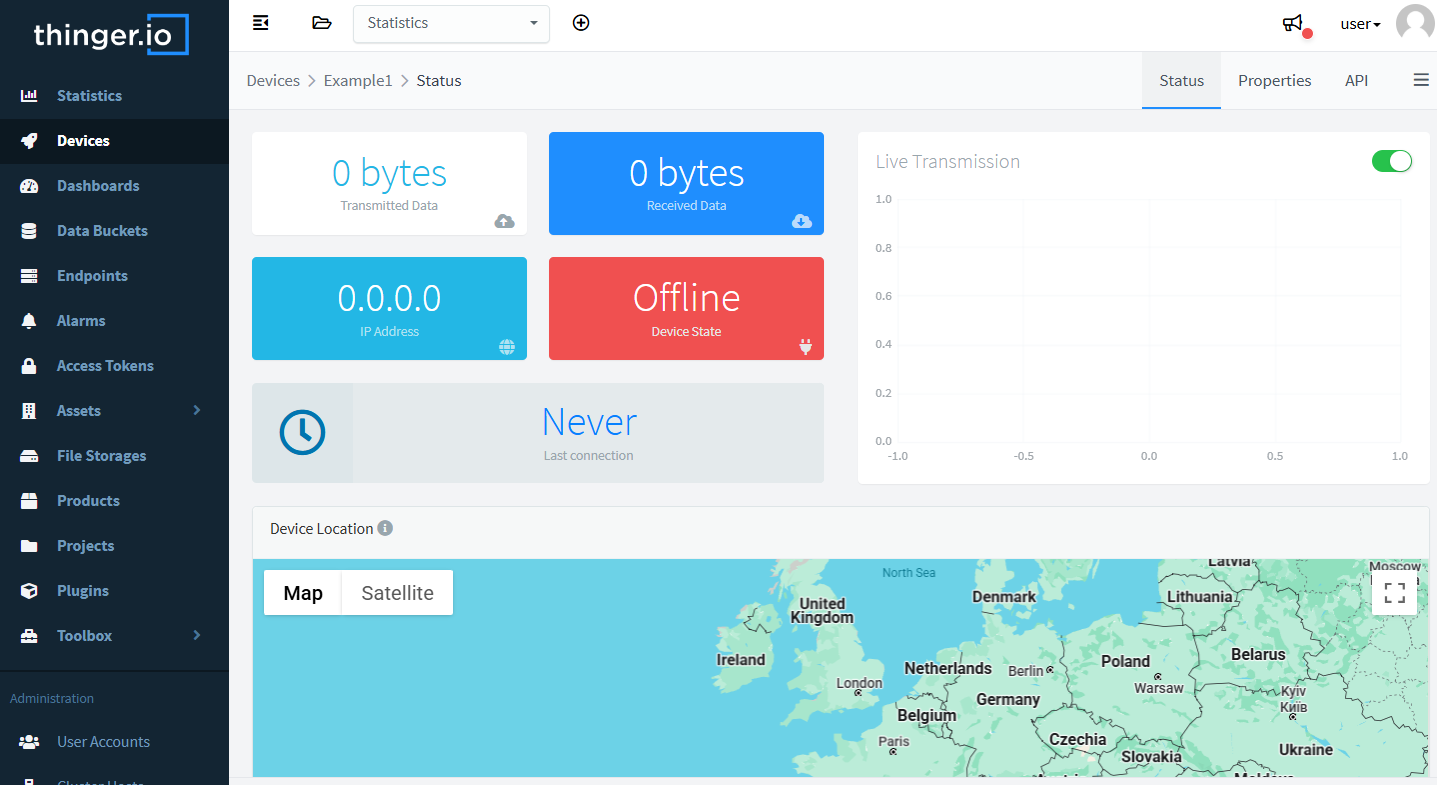 thinger.io
Statistics
user
Devices > Example1 > Status
Status
Properties
API
Statistics
Devices
Dashboards
Data Buckets
Endpoints
Alarms
Access Tokens
Assets
File Storages
Products
Projects
Plugins
Toolbox
Administration
User Accounts
Cluster Hosts
0 bytes
Transmitted Data
0 bytes
Received Data
0.0.0.0
IP Address
Offline
Device State
Never
Last connection
Live Transmission
1.0
0.8
0.6
0.4
0.2
0.0
-1.0
-0.5
0.0
0.5
1.0
Device Location
Map
Satellite
North Sea
Latvia
Moscow
Denmark
Lithuania
United
Kingdom
Ireland
Netherlands
Berlin
Poland
Belarus
London
Warsaw
Germany
Kyiv
Київ
Belgium
Paris
Czechia
Slovakia
Ukraine